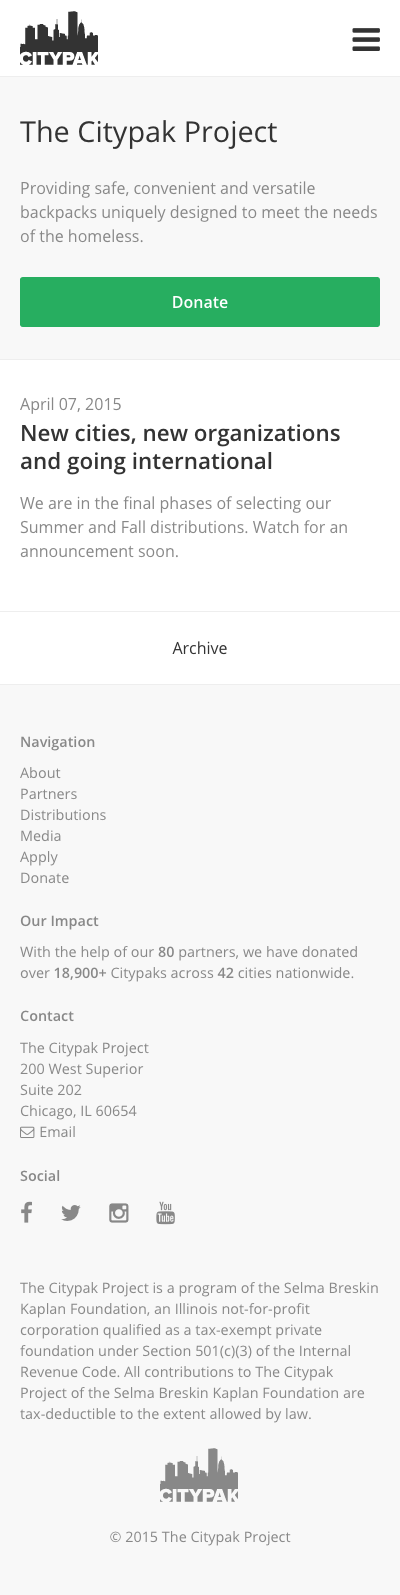 CITYPAK
The Citypak Project
Providing safe, convenient and versatile
backpacks uniquely designed to meet the needs
of the homeless.
Donate
April 07, 2015
New cities, new organizations
and going international
We are in the final phases of selecting our
Summer and Fall distributions. Watch for an
announcement soon.
Archive
Navigation
About
Partners
Distributions
Media
Apply
Donate
Our Impact
With the help of our 80 partners, we have donated
over 18,900+ Citypaks across 42 cities nationwide.
Contact
The Citypak Project
200 West Superior
Suite 202
Chicago, IL 60654
Email
Social
You
Tube
The Citypak Project is a program of the Selma Breskin
Kaplan Foundation, an Illinois not-for-profit
corporation qualified as a tax-exempt private
foundation under Section 501(c)(3) of the Internal
Revenue Code. All contributions to The Citypak
Project of the Selma Breskin Kaplan Foundation are
tax-deductible to the extent allowed by law.
CITYPAK
© 2015 The Citypak Project